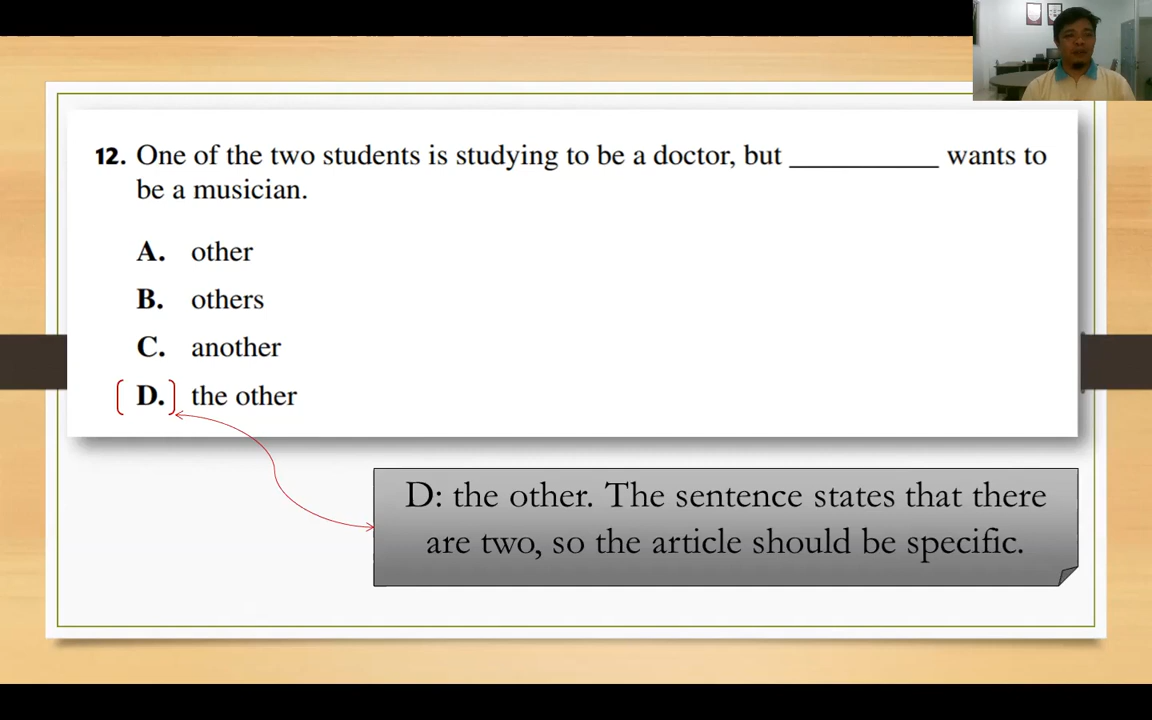 12. One of the two students is studying to be a doctor, but ___________ wants to
be a musician.
A. other
B. others
C. another
[ D. ] the other
D: the other. The sentence states that there
are two, so the article should be specific.